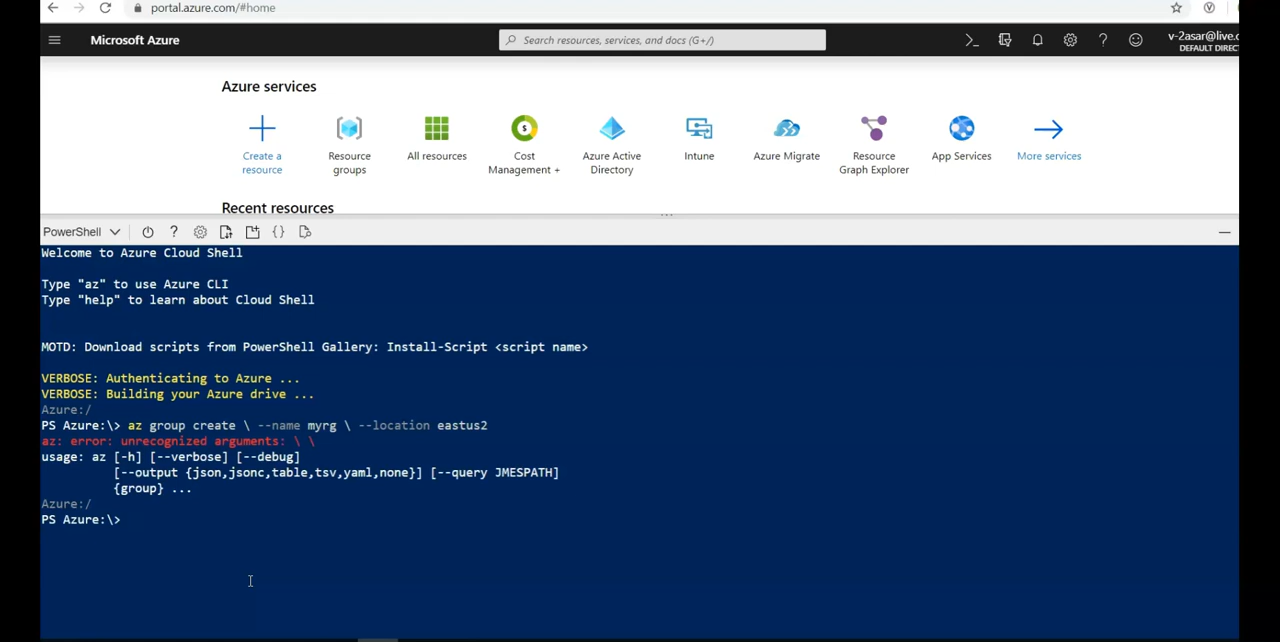 portal.azure.com/#home
Microsoft Azure
Search resources, services, and docs (G+/)
v-2asar@live.c
DEFAULT DIREC
Azure services
Create a resource
Resource groups
All resources
Cost Management +
Azure Active Directory
Intune
Azure Migrate
Resource Graph Explorer
App Services
More services
Recent resources
PowerShell
Welcome to Azure Cloud Shell
Type "az" to use Azure CLI
Type "help" to learn about Cloud Shell
MOTD: Download scripts from PowerShell Gallery: Install-Script <script name>
VERBOSE: Authenticating to Azure ...
VERBOSE: Building your Azure drive ...
Azure:/
PS Azure:\> az group create \ --name myrg \ --location eastus2
az: error: unrecognized arguments: \ \
usage: az [-h] [--verbose] [--debug]
[--output {json,jsonc,table,tsv,yaml,none}] [--query JMESPATH]
{group} ...
Azure:/
PS Azure:\>